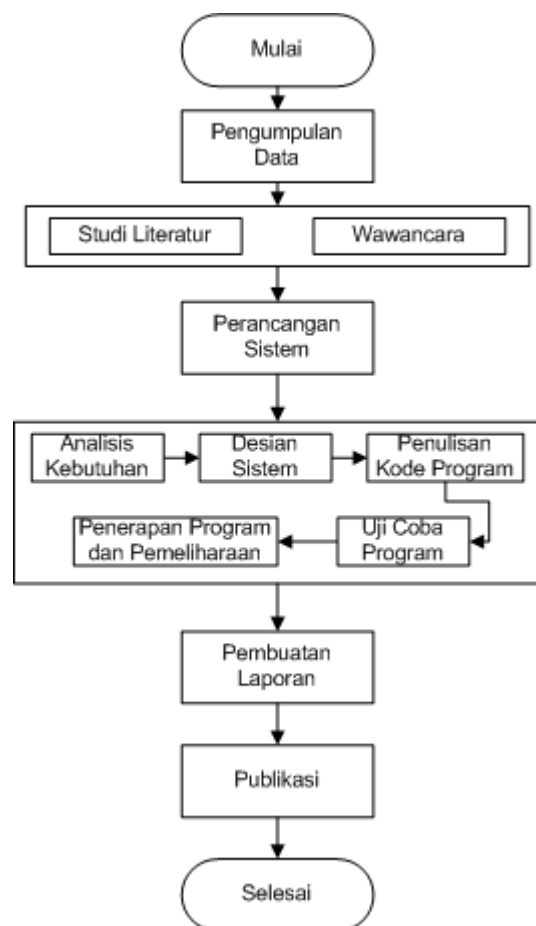 Mulai
Pengumpulan
Data
Studi Literatur
Wawancara
Perancangan
Sistem
Analisis
Kebutuhan
Desian
Sistem
Penulisan
Kode Program
Uji Coba
Program
Penerapan Program
dan Pemeliharaan
Pembuatan
Laporan
Publikasi
Selesai